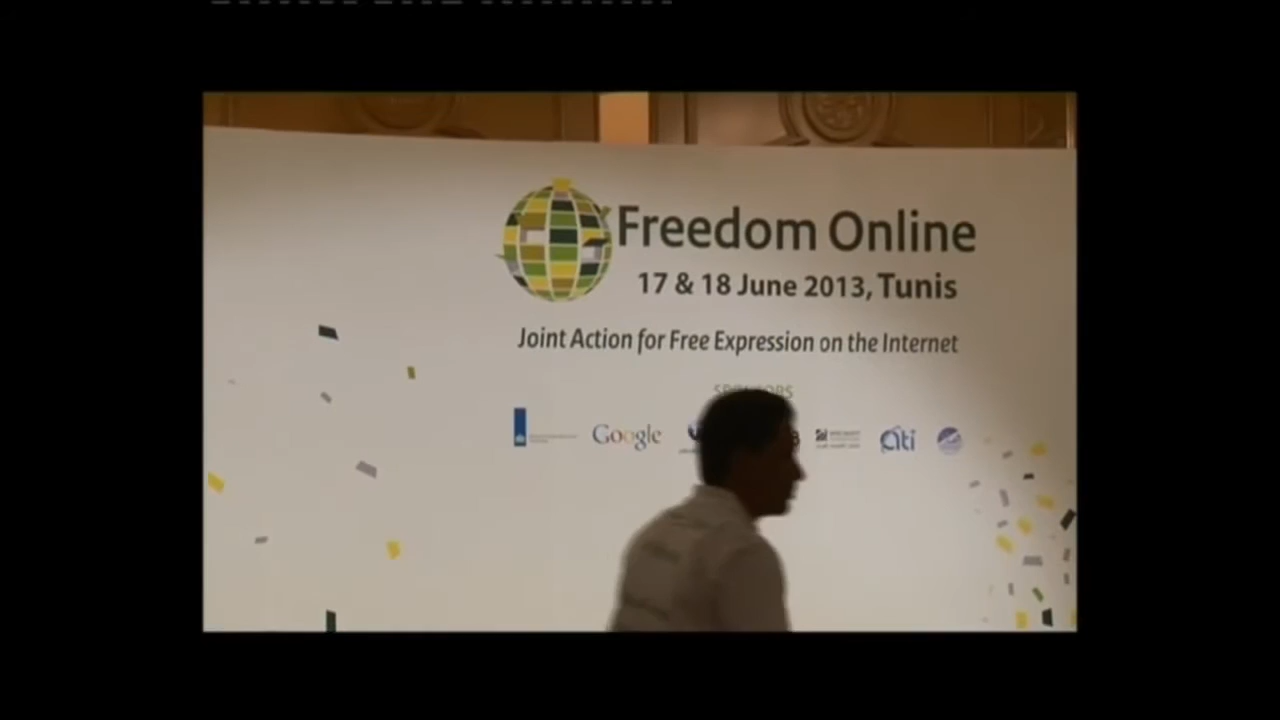 Freedom Online
17 & 18 June 2013, Tunis
Joint Action for Free Expression on the Internet
Google
ati